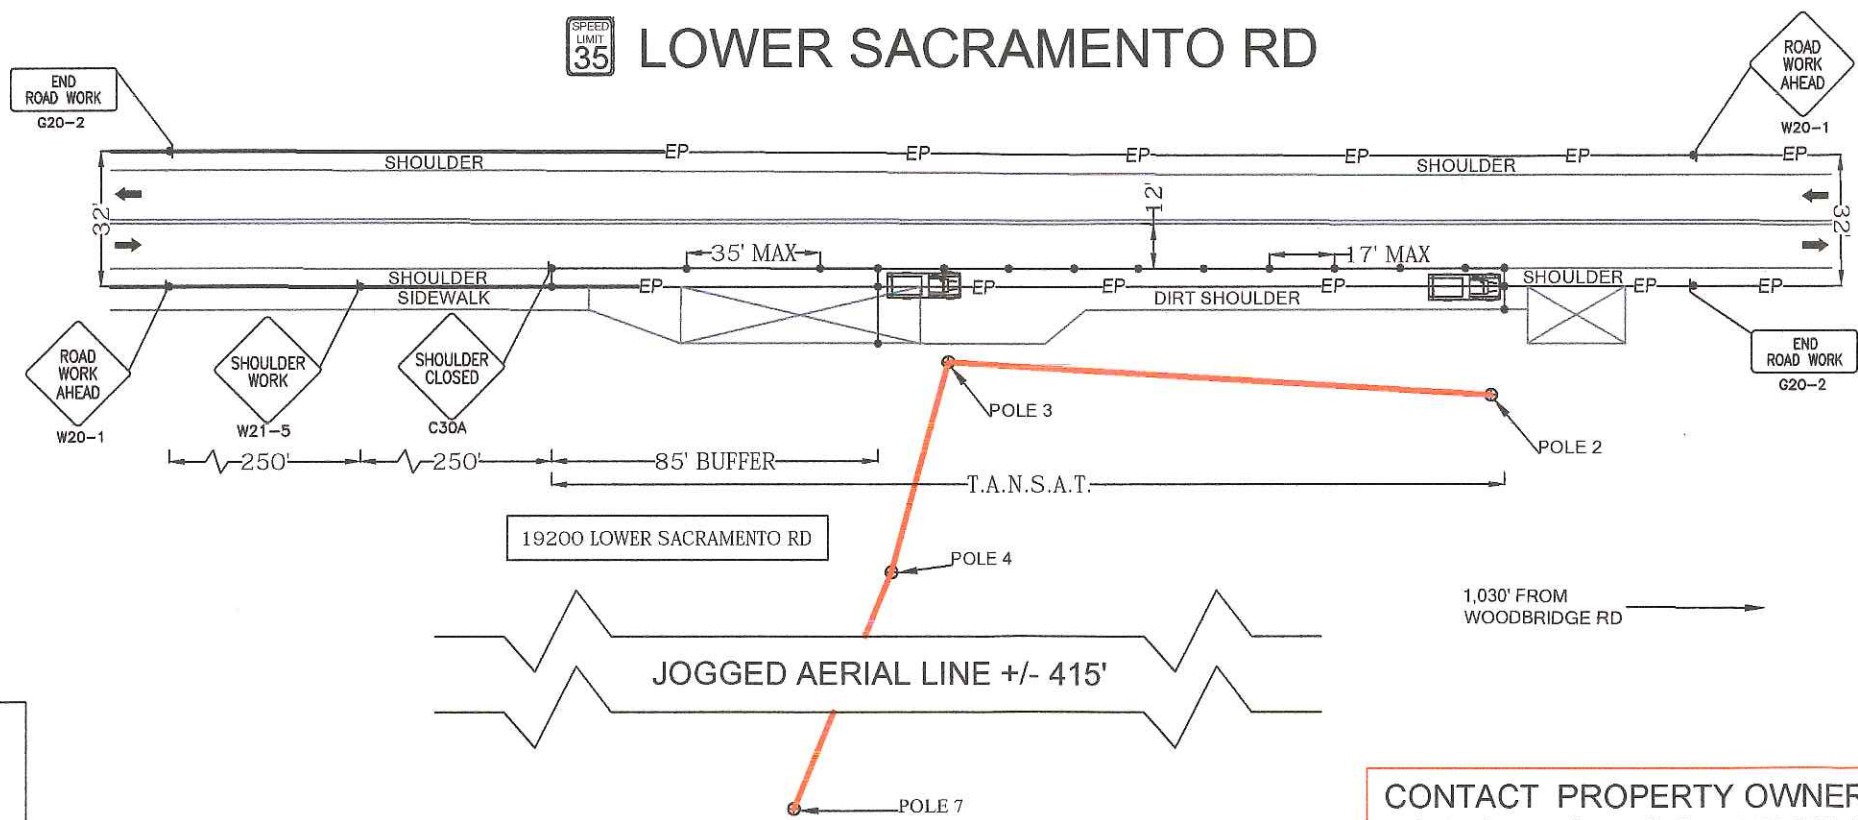 SPEED
LIMIT
35
LOWER SACRAMENTO RD
END
ROAD WORK
G20-2
ROAD
WORK
AHEAD
W20-1
EP EP EP EP EP EP
SHOULDER
SHOULDER
32'
12'
32'
35' MAX
17' MAX
SHOULDER
SIDEWALK
EP
EP
EP
DIRT SHOULDER
EP
SHOULDER
EP
EP
ROAD
WORK
AHEAD
W20-1
SHOULDER
WORK
W21-5
SHOULDER
CLOSED
C30A
END
ROAD WORK
G20-2
POLE 3
POLE 2
250'
250'
85' BUFFER
T.A.N.S.A.T.
19200 LOWER SACRAMENTO RD
POLE 4
1,030' FROM
WOODBRIDGE RD
JOGGED AERIAL LINE +/- 415'
POLE 7
CONTACT PROPERTY OWNER